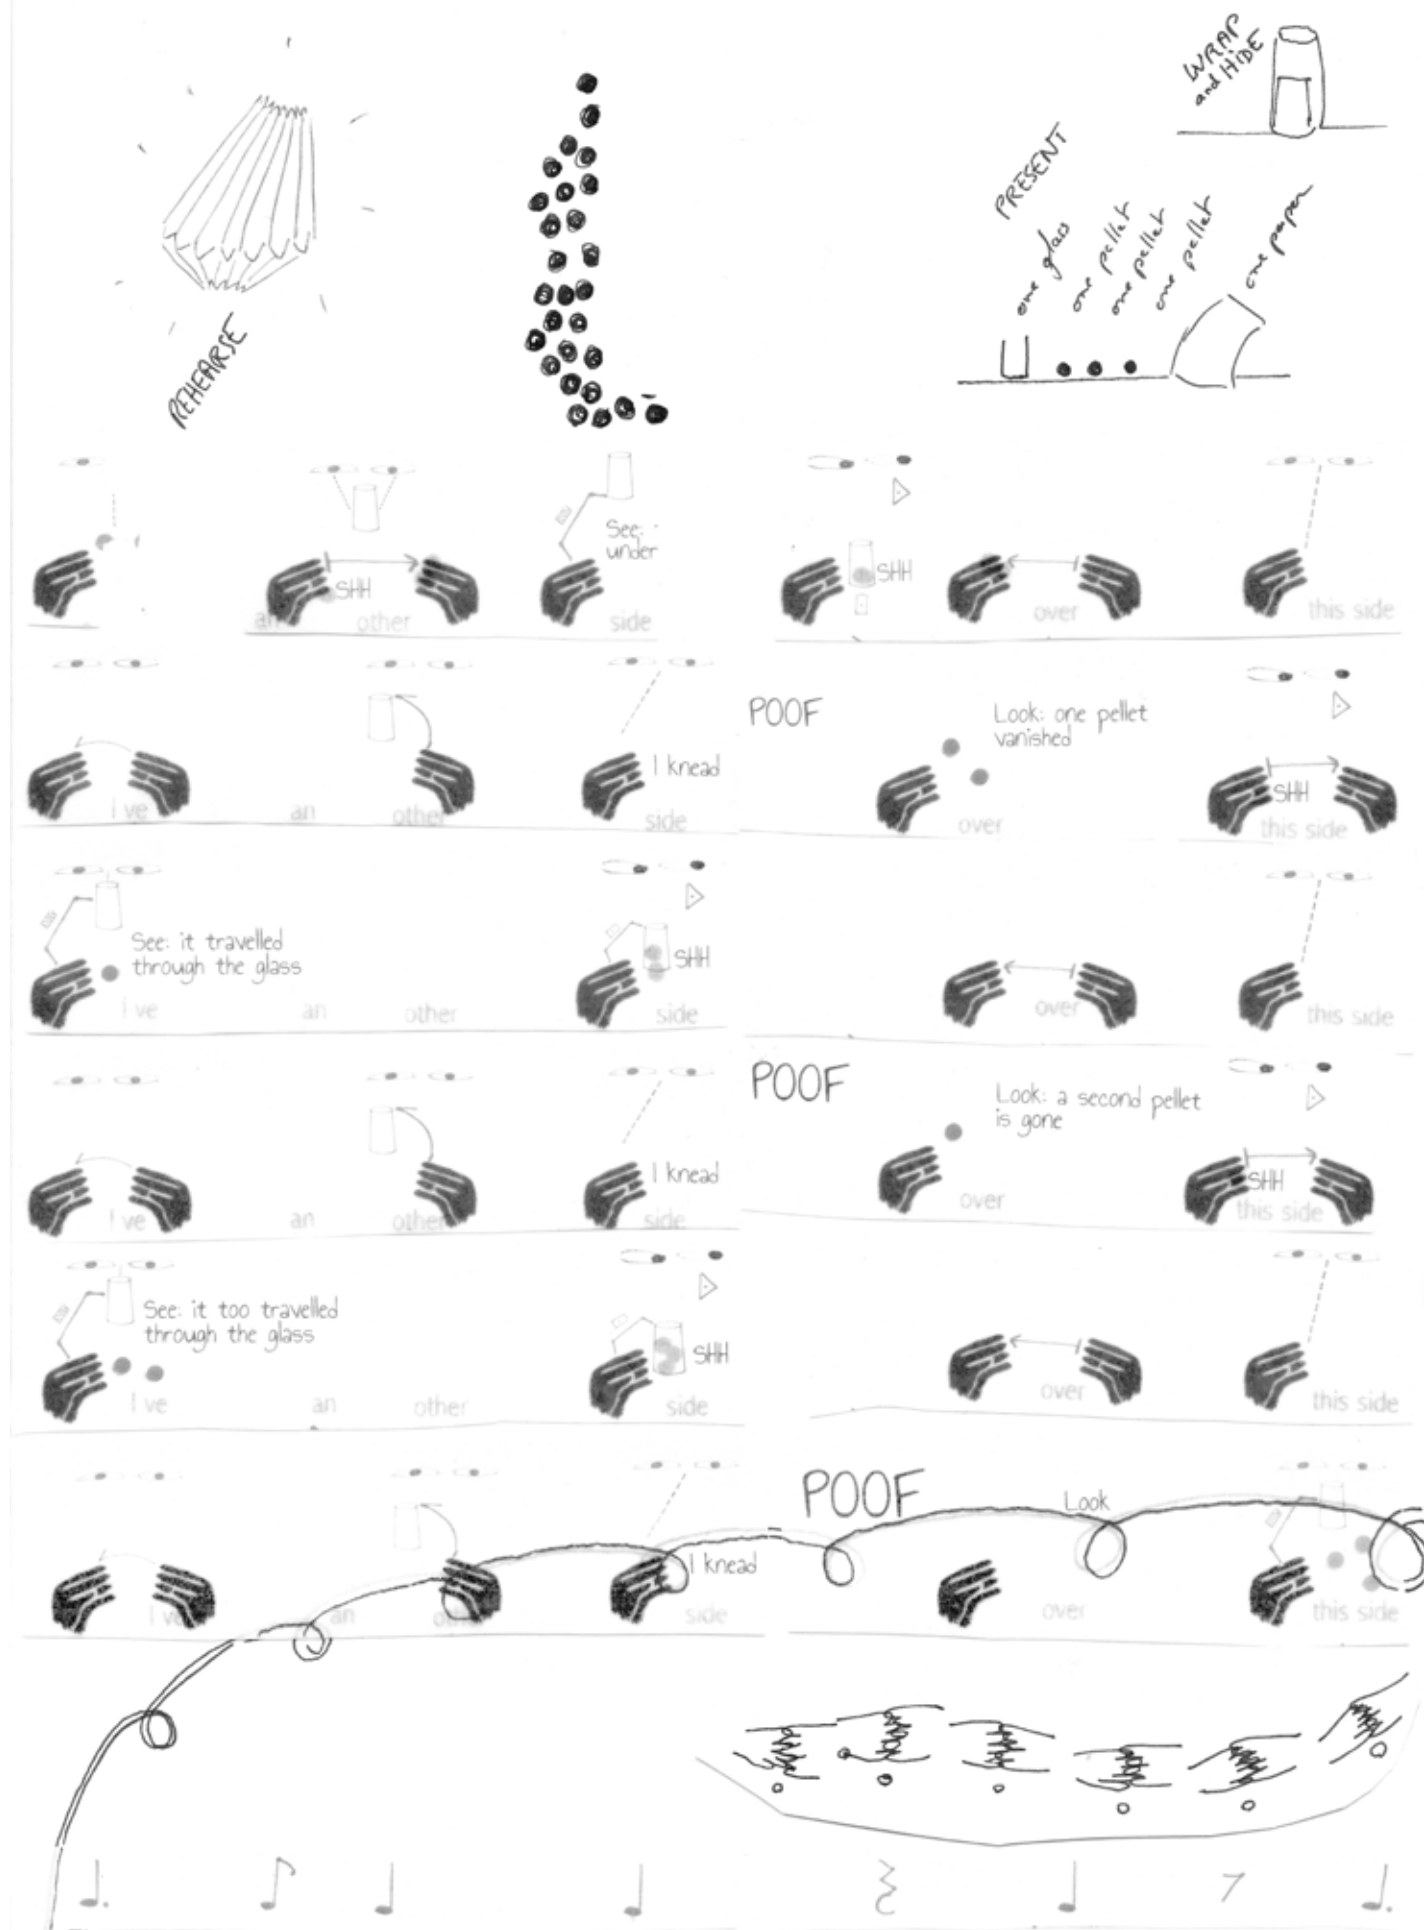 WRAP
and HIDE
PRESENT
one glass
one pellet
one pellet
one pellet
one paper
REHEARSE
See:
under
SHH
an other side
SHH
over this side
I knead
I ve an other side
POOF
Look: one pellet
vanished
SHH
over this side
See: it travelled
through the glass
SHH
I ve an other side
over this side
I knead
I ve an other side
POOF
Look: a second pellet
is gone
SHH
over this side
See: it too travelled
through the glass
SHH
I ve an other side
over this side
I knead
I ve an other side
POOF
Look
over this side